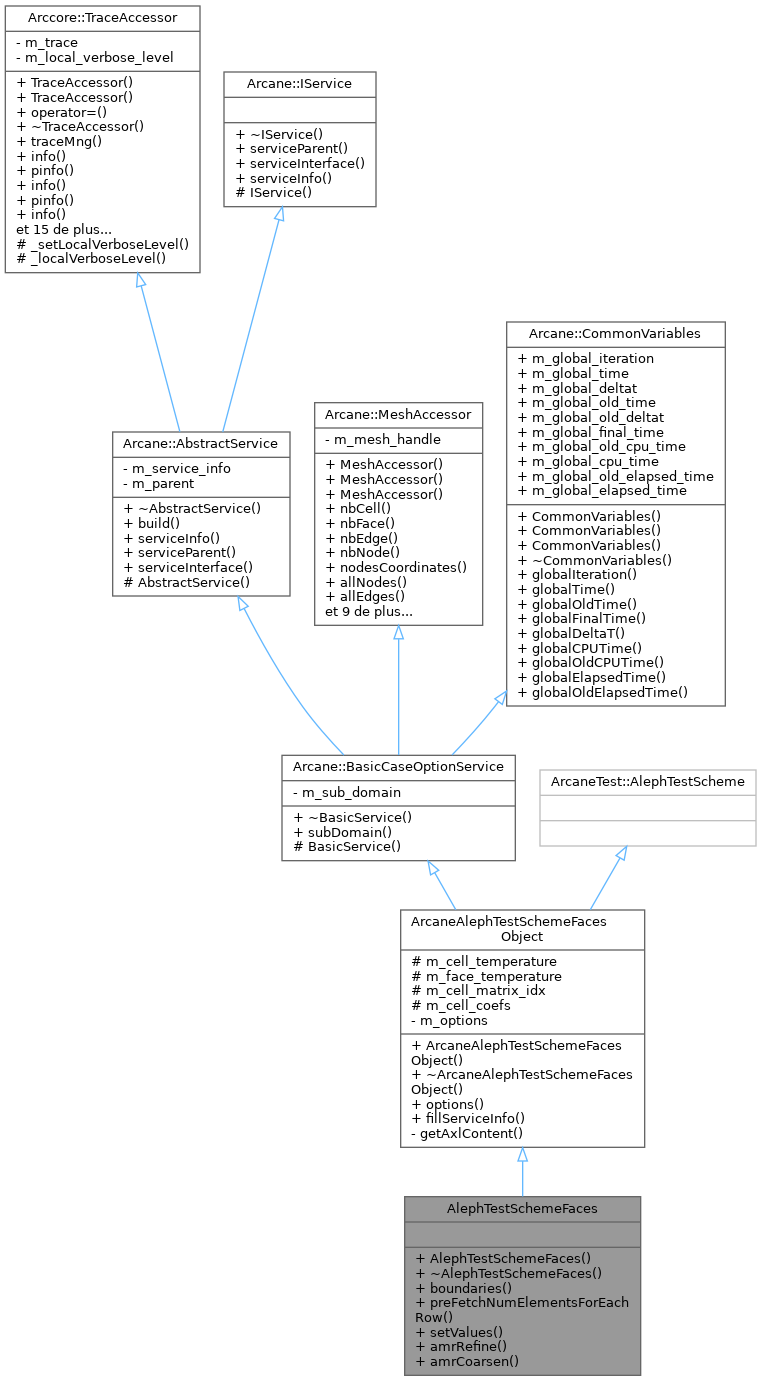 Arccore::TraceAccessor
- m_trace
- m_local_verbose_level
+ TraceAccessor()
+ TraceAccessor()
+ operator=()
+ ~TraceAccessor()
+ traceMng()
+ info()
+ pinfo()
+ info()
+ pinfo()
+ info()
et 15 de plus...
# _setLocalVerboseLevel()
# _localVerboseLevel()
Arcane::IService
+ ~IService()
+ serviceParent()
+ serviceInterface()
+ serviceInfo()
# IService()
Arcane::AbstractService
- m_service_info
- m_parent
+ ~AbstractService()
+ build()
+ serviceInfo()
+ serviceParent()
+ serviceInterface()
# AbstractService()
Arcane::MeshAccessor
- m_mesh_handle
+ MeshAccessor()
+ MeshAccessor()
+ MeshAccessor()
+ nbCell()
+ nbFace()
+ nbEdge()
+ nbNode()
+ nodesCoordinates()
+ allNodes()
+ allEdges()
et 9 de plus...
Arcane::CommonVariables
+ m_global_iteration
+ m_global_time
+ m_global_deltat
+ m_global_old_time
+ m_global_old_deltat
+ m_global_final_time
+ m_global_old_cpu_time
+ m_global_cpu_time
+ m_global_old_elapsed_time
+ m_global_elapsed_time
+ CommonVariables()
+ CommonVariables()
+ CommonVariables()
+ ~CommonVariables()
+ globalIteration()
+ globalTime()
+ globalOldTime()
+ globalFinalTime()
+ globalDeltaT()
+ globalCPUTime()
+ globalOldCPUTime()
+ globalElapsedTime()
+ globalOldElapsedTime()
Arcane::BasicCaseOptionService
- m_sub_domain
+ ~BasicService()
+ subDomain()
# BasicService()
ArcaneTest::AlephTestScheme
ArcaneAlephTestSchemeFaces
Object
# m_cell_temperature
# m_face_temperature
# m_cell_matrix_idx
# m_cell_coefs
- m_options
+ ArcaneAlephTestSchemeFaces
Object()
+ ~ArcaneAlephTestSchemeFaces
Object()
+ options()
+ fillServiceInfo()
- getAxlContent()
AlephTestSchemeFaces
+ AlephTestSchemeFaces()
+ ~AlephTestSchemeFaces()
+ boundaries()
+ preFetchNumElementsForEach
Row()
+ setValues()
+ amrRefine()
+ amrCoarsen()